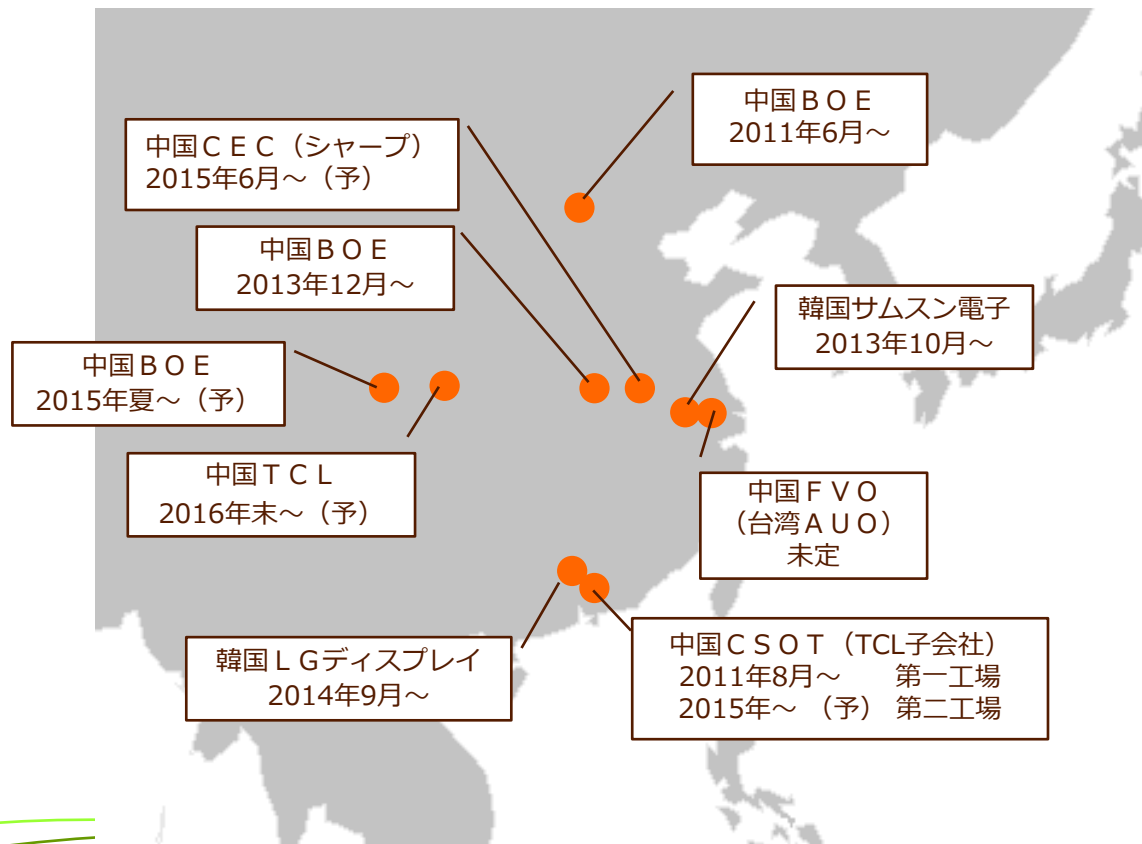 中国ＢＯＥ
2011年6月～
中国ＣＥＣ（シャープ）
2015年6月～（予）
中国ＢＯＥ
2013年12月～
韓国サムスン電子
2013年10月～
中国ＢＯＥ
2015年夏～（予）
中国ＴＣＬ
2016年末～（予）
中国ＦＶＯ
（台湾ＡＵＯ）
未定
韓国ＬＧディスプレイ
2014年9月～
中国ＣＳＯＴ（TCL子会社）
2011年8月～　　第一工場
2015年～（予）第二工場